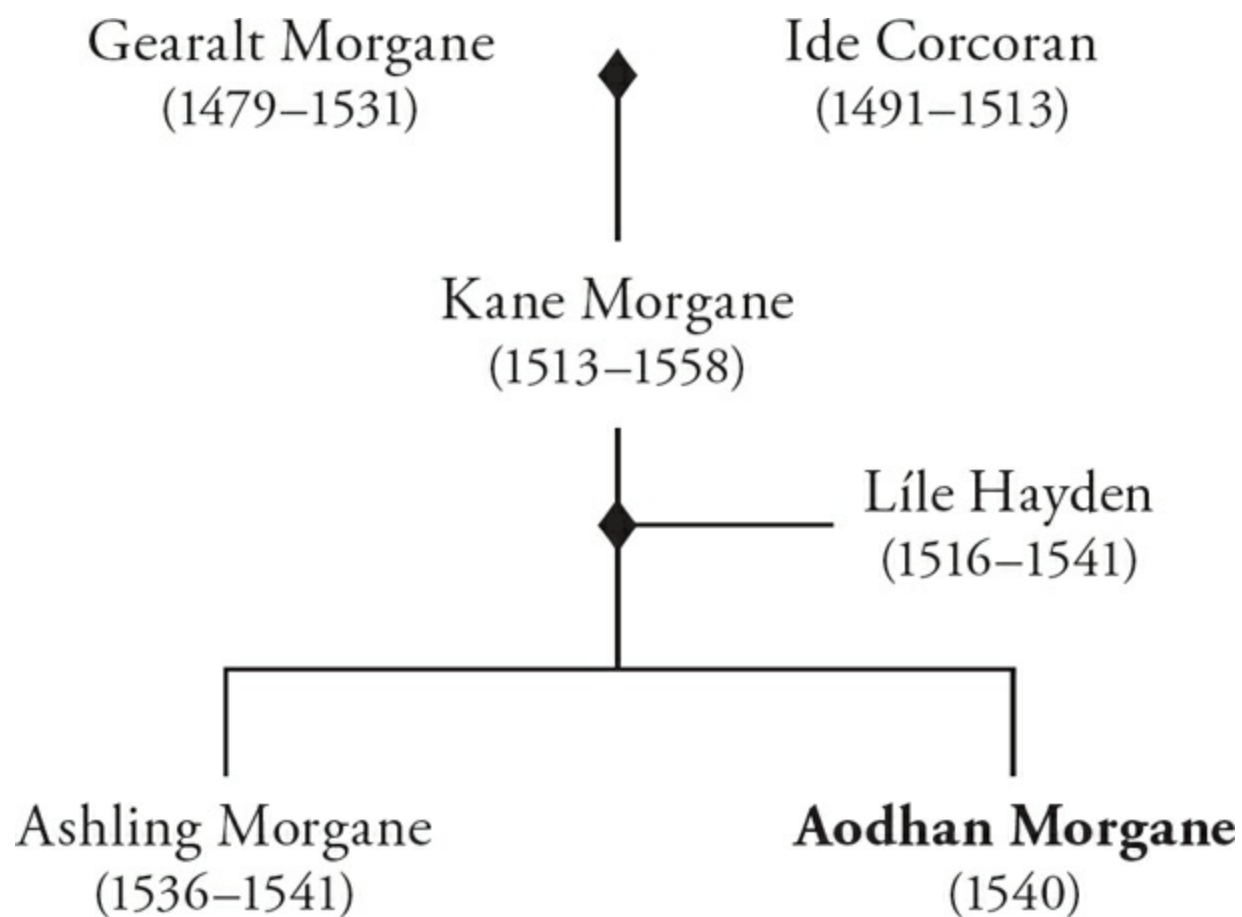 Gearalt Morgane
(1479–1531)
Ide Corcoran
(1491–1513)
Kane Morgane
(1513–1558)
Líle Hayden
(1516–1541)
Ashling Morgane
(1536–1541)
Aodhan Morgane
(1540)